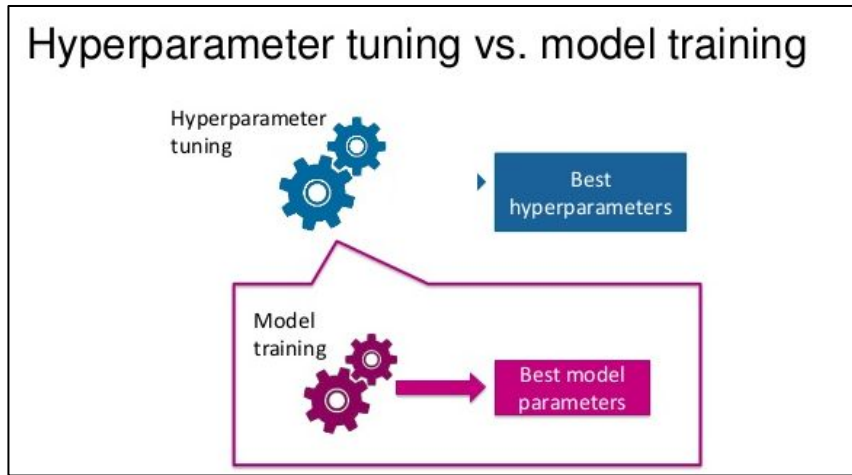 Hyperparameter tuning vs. model training
Hyperparameter
tuning
Best
hyperparameters
Model
training
Best model
parameters